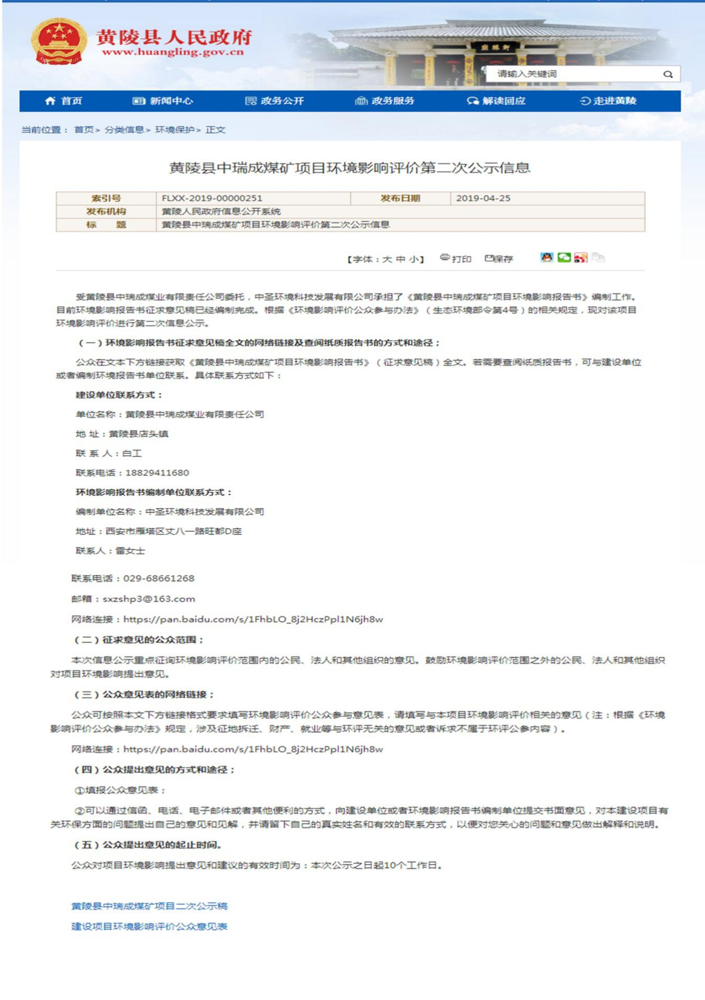 黄陵县人民政府
www.huangling.gov.cn
请输入关键词
首页 新闻中心 政务公开 政务服务 解读回应 走进黄陵
当前位置： 首页> 分类信息> 环境保护> 正文
黄陵县中瑞成煤矿项目环境影响评价第二次公示信息
索引号 FLXX-2019-00000251 发布日期 2019-04-25
发布机构 黄陵人民政府信息公开系统
标 题 黄陵县中瑞成煤矿项目环境影响评价第二次公示信息
【字体：大 中 小】 打印 保存
受黄陵县中瑞成煤业有限责任公司委托，中圣环境科技发展有限公司承担了《黄陵县中瑞成煤矿项目环境影响报告书》编制工作。
目前环境影响报告书征求意见稿已经编制完成。根据《环境影响评价公众参与办法》（生态环境部令第4号）的相关规定，现对该项目
环境影响评价进行第二次信息公示。
（一）环境影响报告书征求意见稿全文的网络链接及查阅纸质报告书的方式和途径；
公众在文本下方链接获取《黄陵县中瑞成煤矿项目环境影响报告书》（征求意见稿）全文。若需要查阅纸质报告书，可与建设单位
或者编制环境报告书单位联系。具体联系方式如下：
建设单位联系方式：
单位名称：黄陵县中瑞成煤业有限责任公司
地 址：黄陵县店头镇
联 系 人：白工
联系电话：18829411680
环境影响报告书编制单位联系方式：
编制单位名称：中圣环境科技发展有限公司
地址：西安市雁塔区丈八一路旺都D座
联系人：雷女士
联系电话：029-68661268
邮箱：sxzshp3@163.com
网络连接：https://pan.baidu.com/s/1FhbLO_8j2HczPpl1N6jh8w
（二）征求意见的公众范围；
本次信息公示重点征询环境影响评价范围内的公民、法人和其他组织的意见。鼓励环境影响评价范围之外的公民、法人和其他组织
对项目环境影响提出意见。
（三）公众意见表的网络链接；
公众可按照本文下方链接格式要求填写环境影响评价公众参与意见表，请填写与本项目环境影响评价相关的意见（注：根据《环境
影响评价公众参与办法》规定，涉及征地拆迁、财产、就业等与环评无关的意见或者诉求不属于环评公参内容）。
网络连接：https://pan.baidu.com/s/1FhbLO_8j2HczPpl1N6jh8w
（四）公众提出意见的方式和途径；
①填报公众意见表；
②可以通过信函、电话、电子邮件或者其他便利的方式，向建设单位或者环境影响报告书编制单位提交书面意见，对本建设项目有
关环保方面的问题提出自己的意见和见解，并请留下自己的真实姓名和有效的联系方式，以便对您关心的问题和意见做出解释和说明。
（五）公众提出意见的起止时间。
公众对项目环境影响提出意见和建议的有效时间为：本次公示之日起10个工作日。
黄陵县中瑞成煤矿项目二次公示稿
建设项目环境影响评价公众意见表